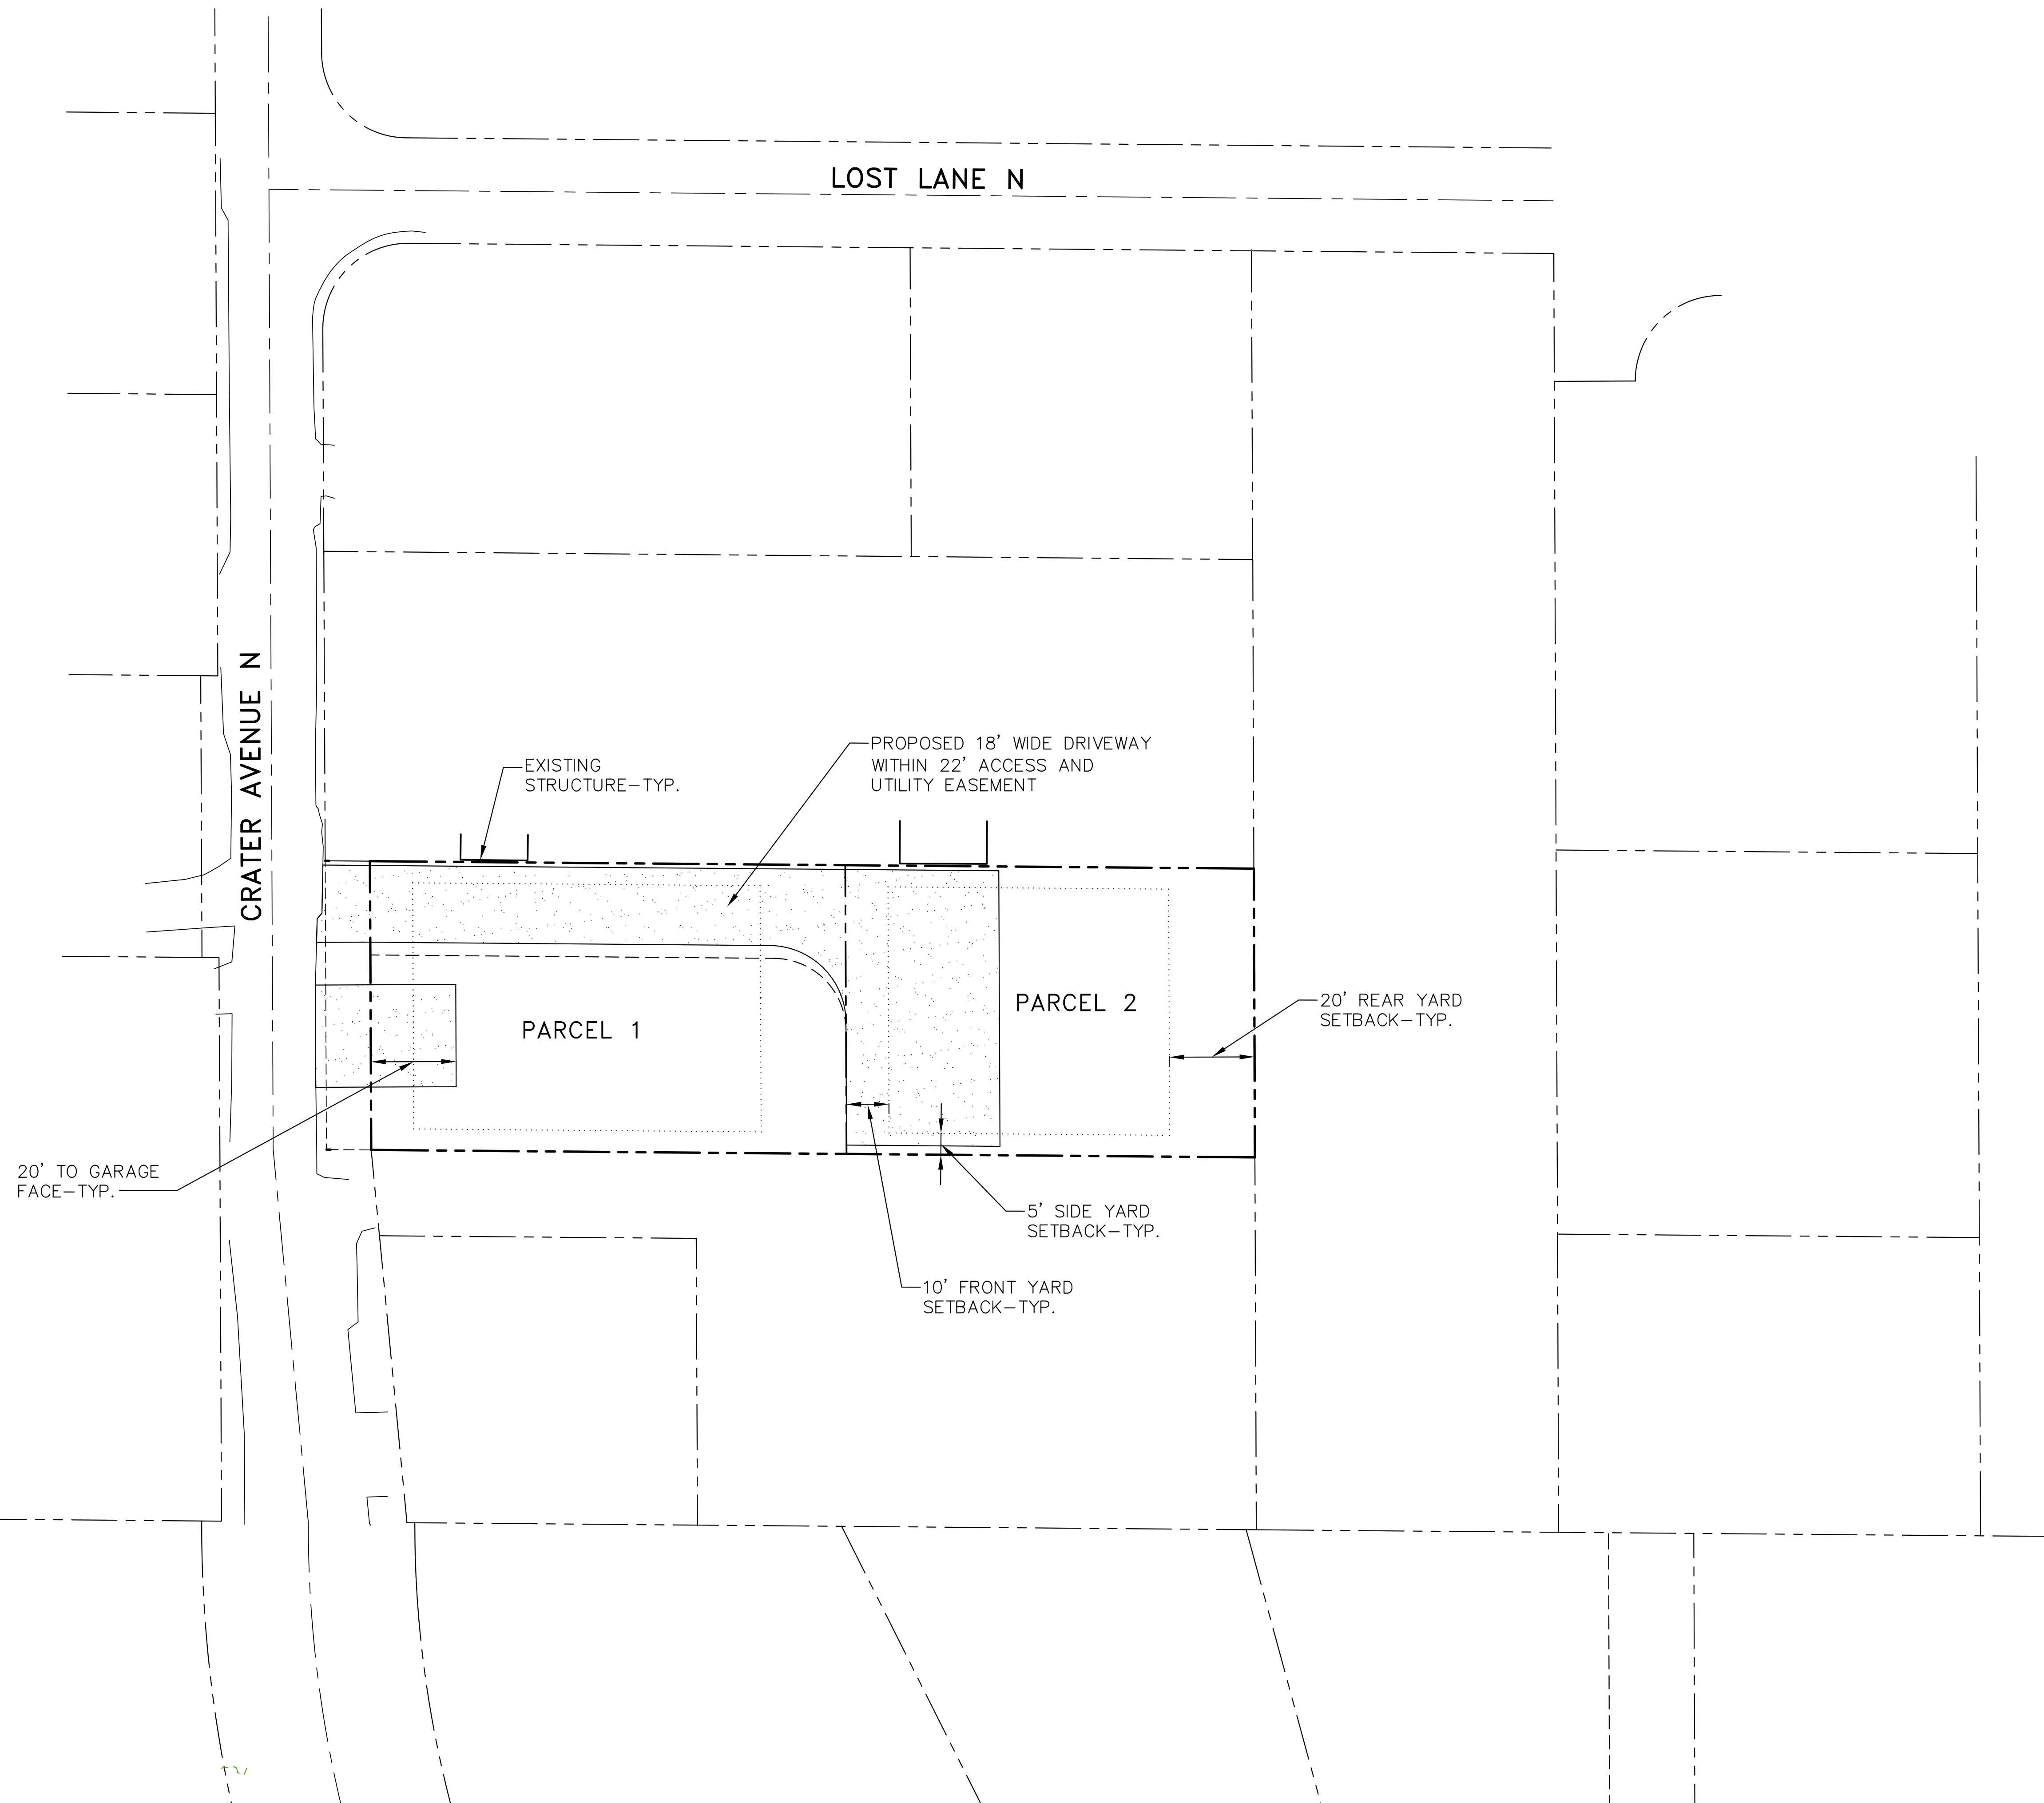 LOST LANE N
CRATER AVENUE N
EXISTING
STRUCTURE-TYP.
PROPOSED 18' WIDE DRIVEWAY
WITHIN 22' ACCESS AND
UTILITY EASEMENT
PARCEL 1
PARCEL 2
20' REAR YARD
SETBACK-TYP.
20' TO GARAGE
FACE-TYP.
5' SIDE YARD
SETBACK-TYP.
10' FRONT YARD
SETBACK-TYP.